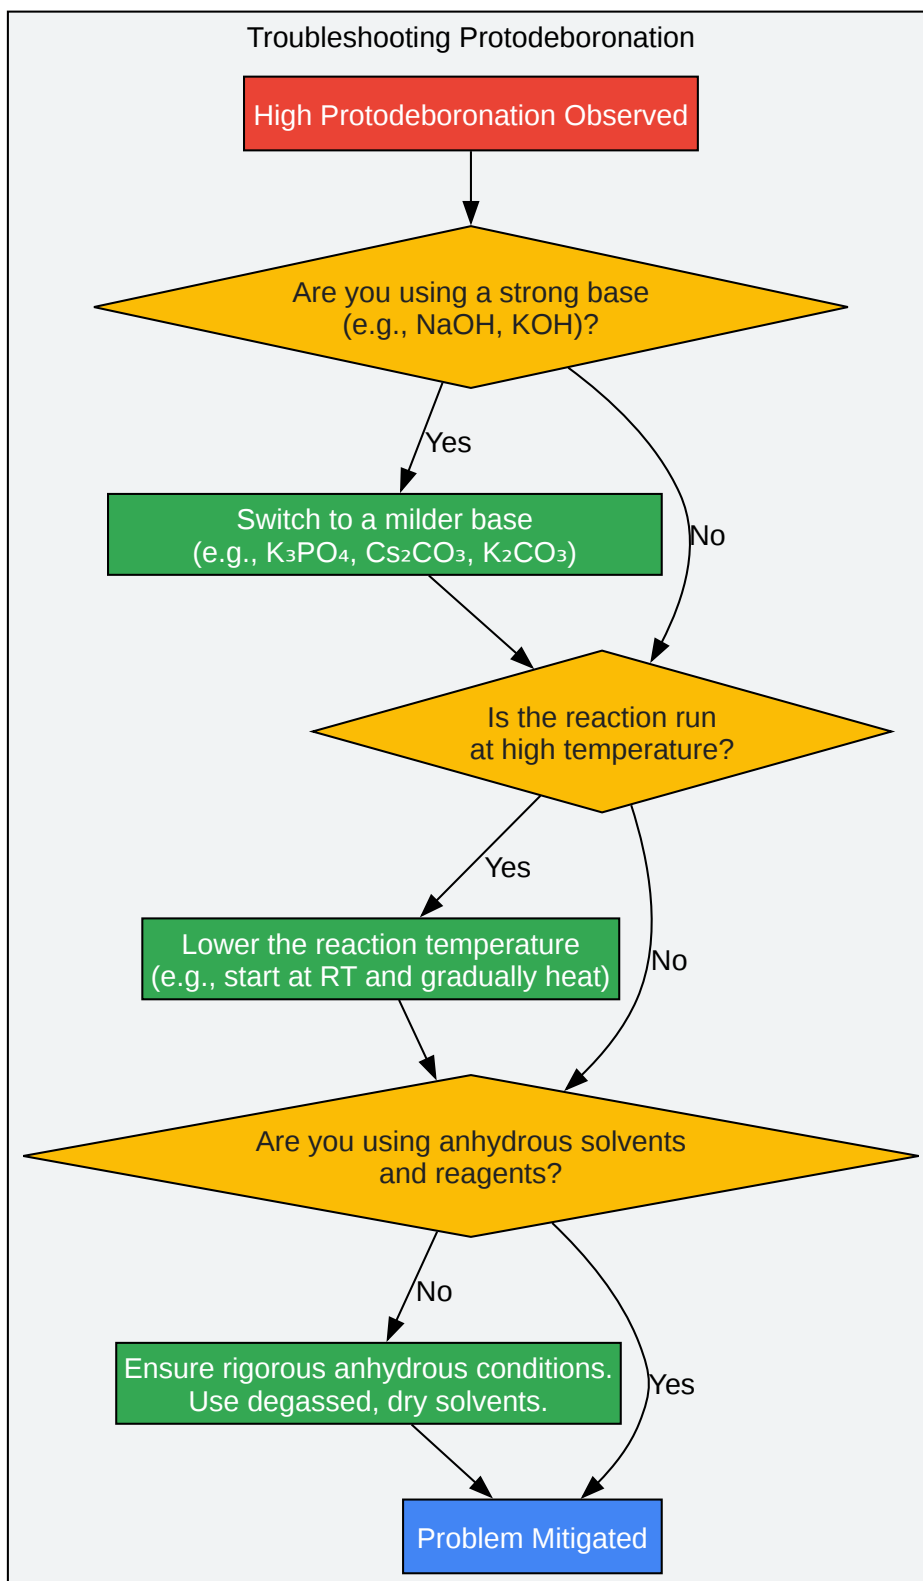 Troubleshooting Protodeboronation
High Protodeboronation Observed
Are you using a strong base
(e.g., NaOH, KOH)?
Yes
Switch to a milder base
(e.g., K₃PO₄, Cs₂CO₃, K₂CO₃)
No
Is the reaction run
at high temperature?
Yes
Lower the reaction temperature
(e.g., start at RT and gradually heat)
No
Are you using anhydrous solvents
and reagents?
No
Ensure rigorous anhydrous conditions.
Use degassed, dry solvents.
Yes
Problem Mitigated